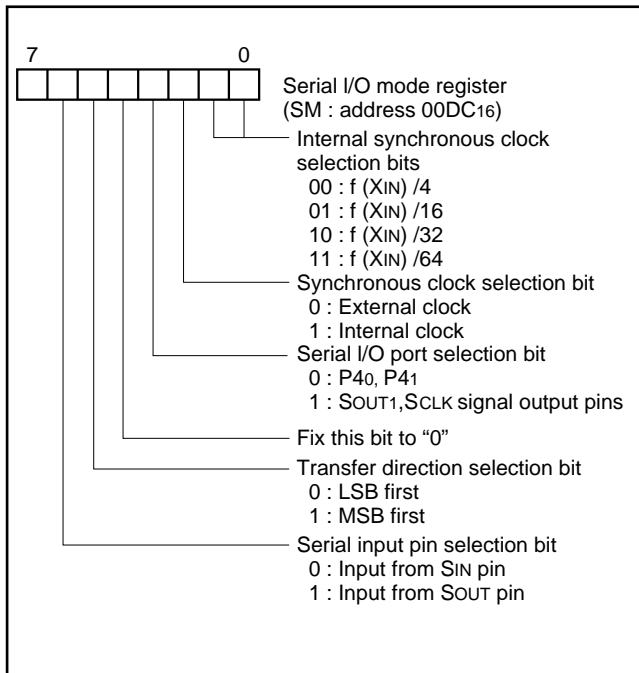 7 0
Serial I/O mode register
(SM : address 00DC16)
Internal synchronous clock
selection bits
00 : f (XIN) /4
01 : f (XIN) /16
10 : f (XIN) /32
11 : f (XIN) /64
Synchronous clock selection bit
0 : External clock
1 : Internal clock
Serial I/O port selection bit
0 : P40, P41
1 : SOUT1,SCLK signal output pins
Fix this bit to “0”
Transfer direction selection bit
0 : LSB first
1 : MSB first
Serial input pin selection bit
0 : Input from SIN pin
1 : Input from SOUT pin